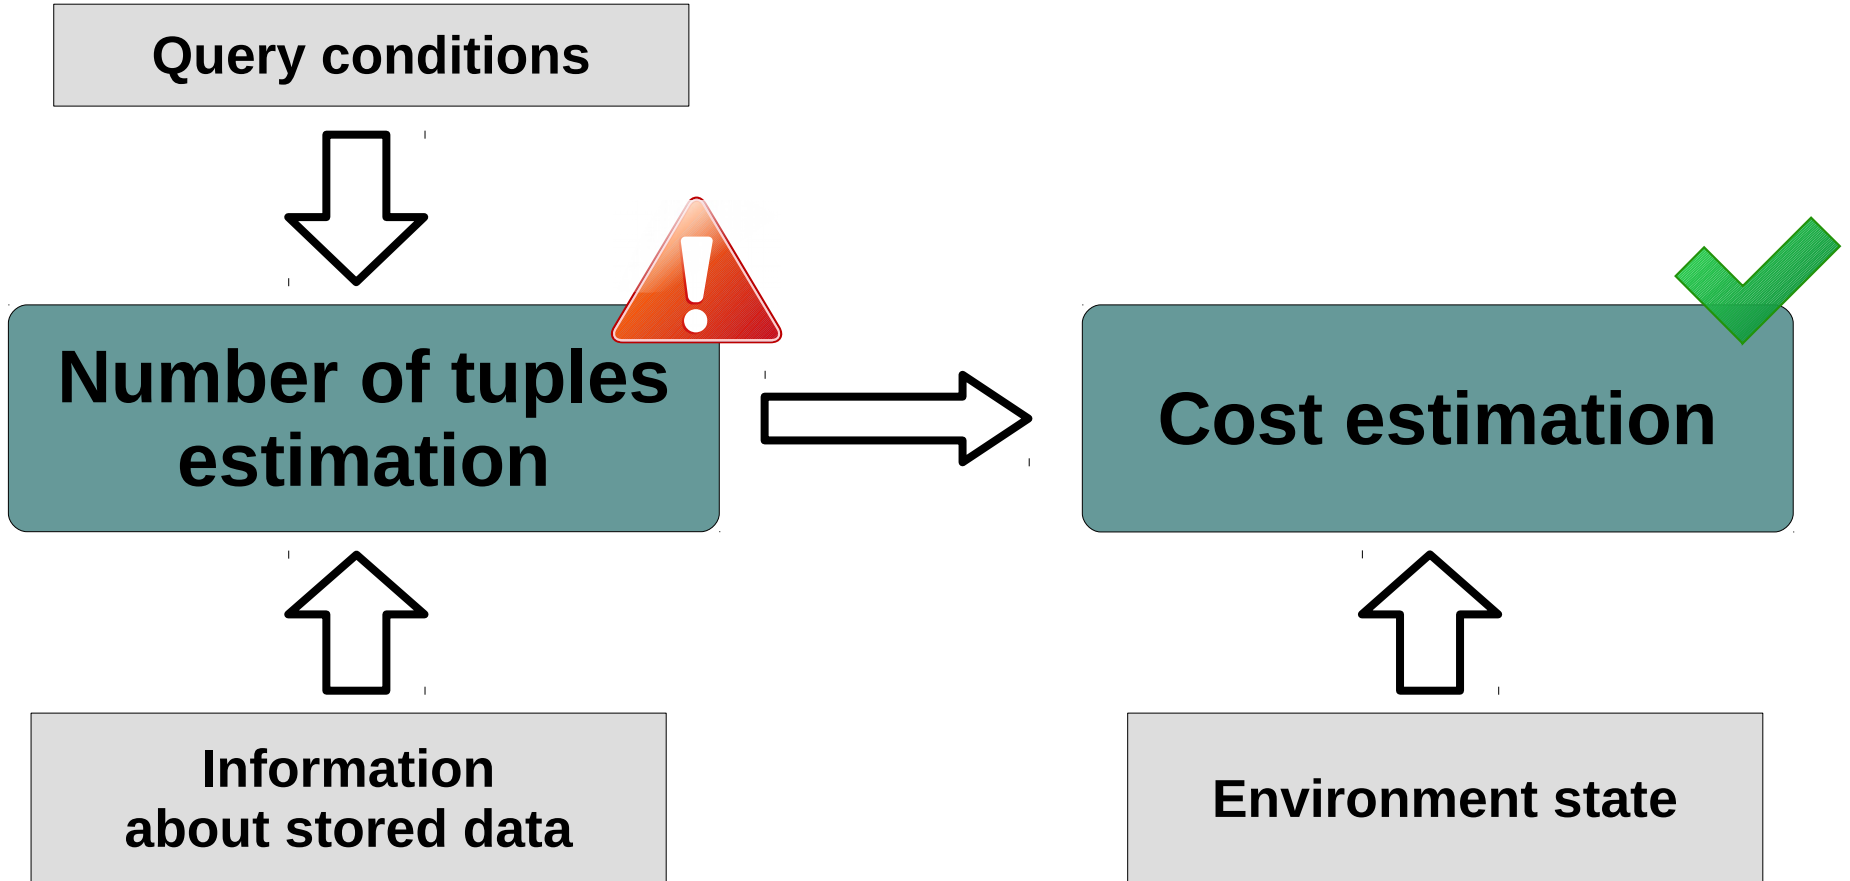 Query conditions
Number of tuples
estimation
Cost estimation
Information
about stored data
Environment state